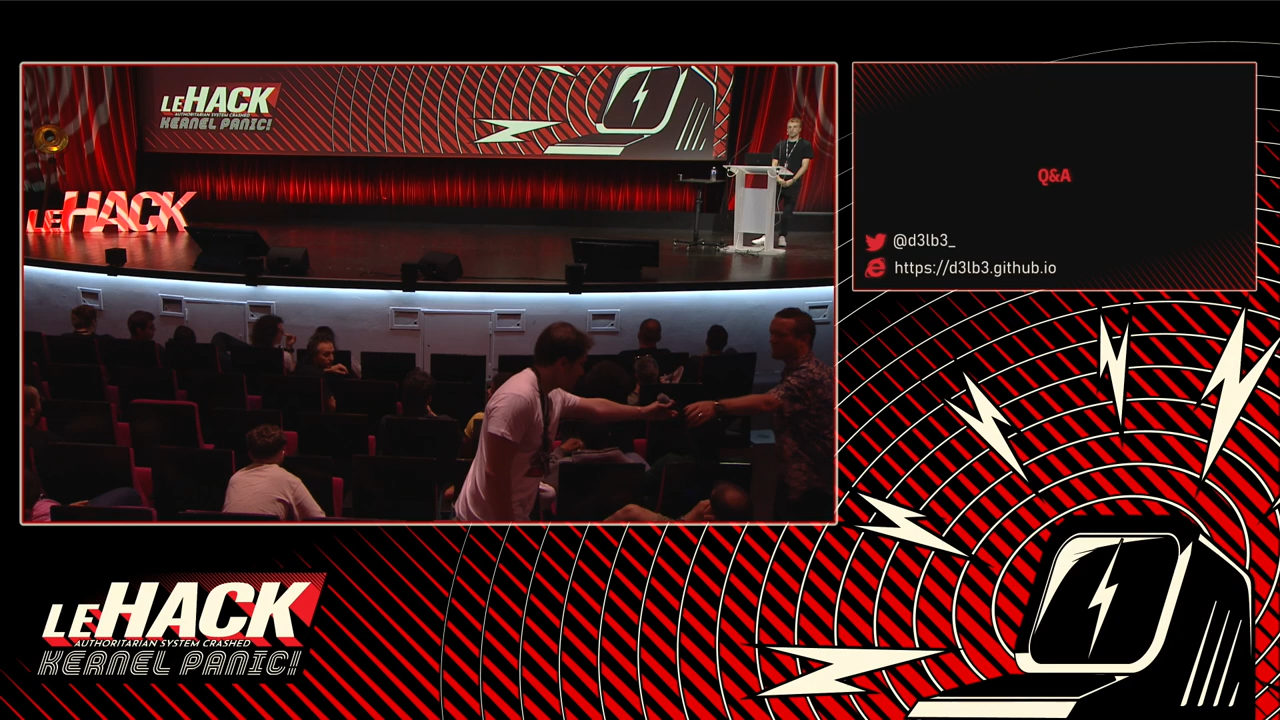 LEHACK
AUTHORITARIAN SYSTEM CRASHED
KERNEL PANIC!
LEHACK
Q&A
@d3lb3_
https://d3lb3.github.io
LEHACK
AUTHORITARIAN SYSTEM CRASHED
KERNEL PANIC!